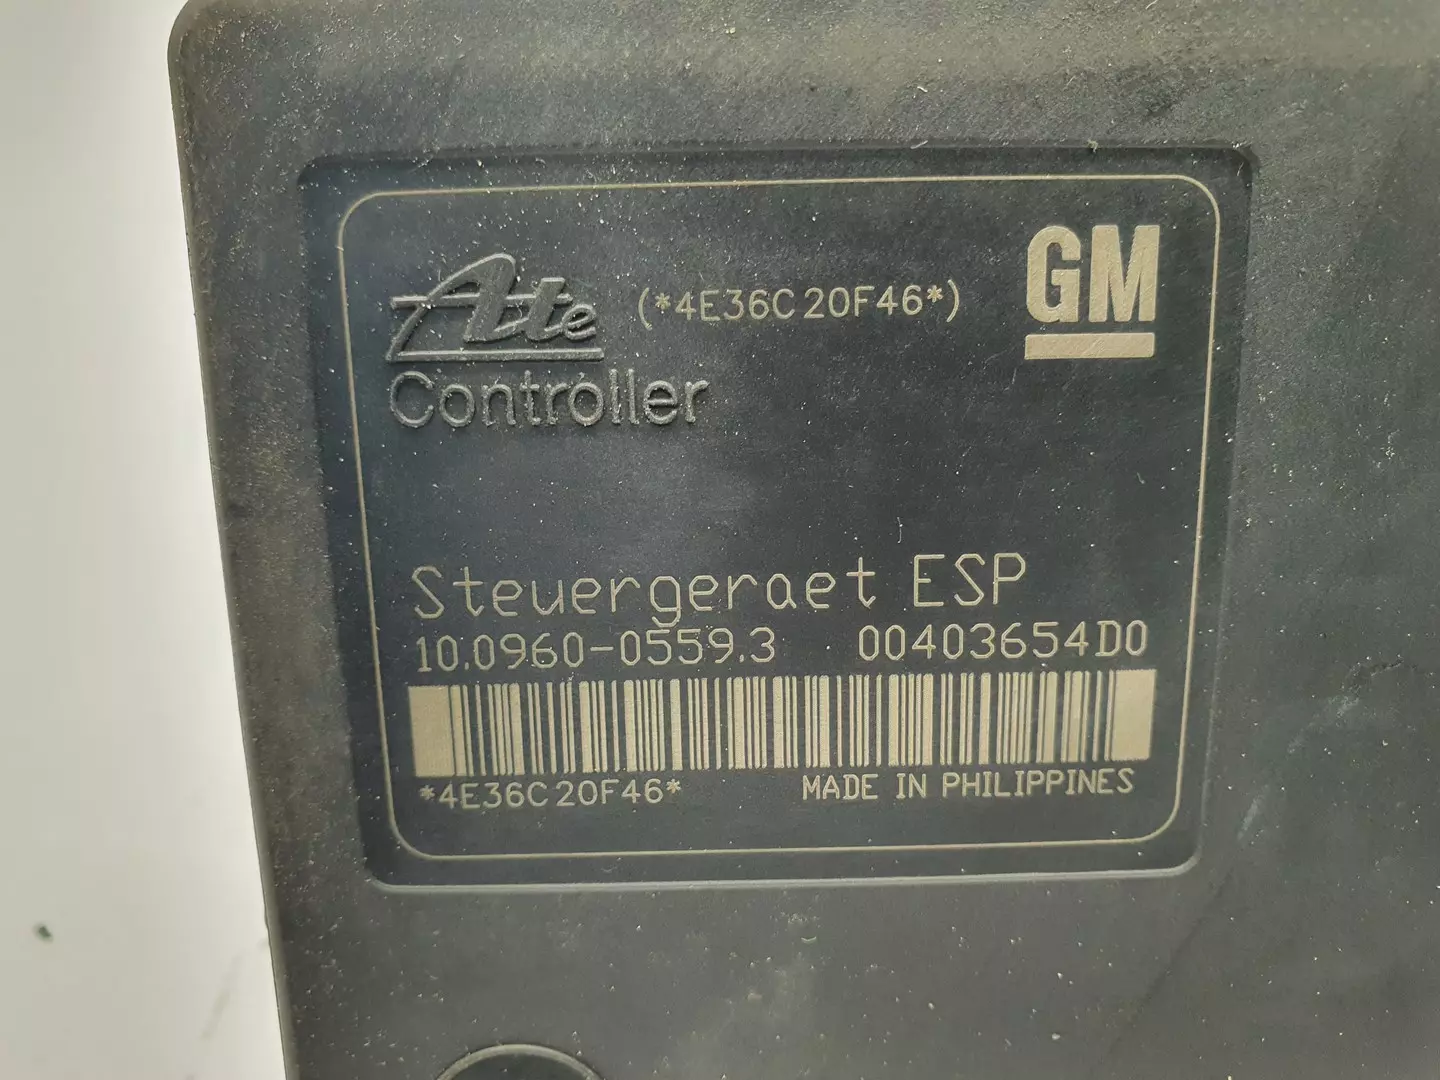 Ate (*4E36C20F46*) GM
Controller
Steuergeraet ESP
10.0960-0559.3 00403654D0
*4E36C20F46* MADE IN PHILIPPINES